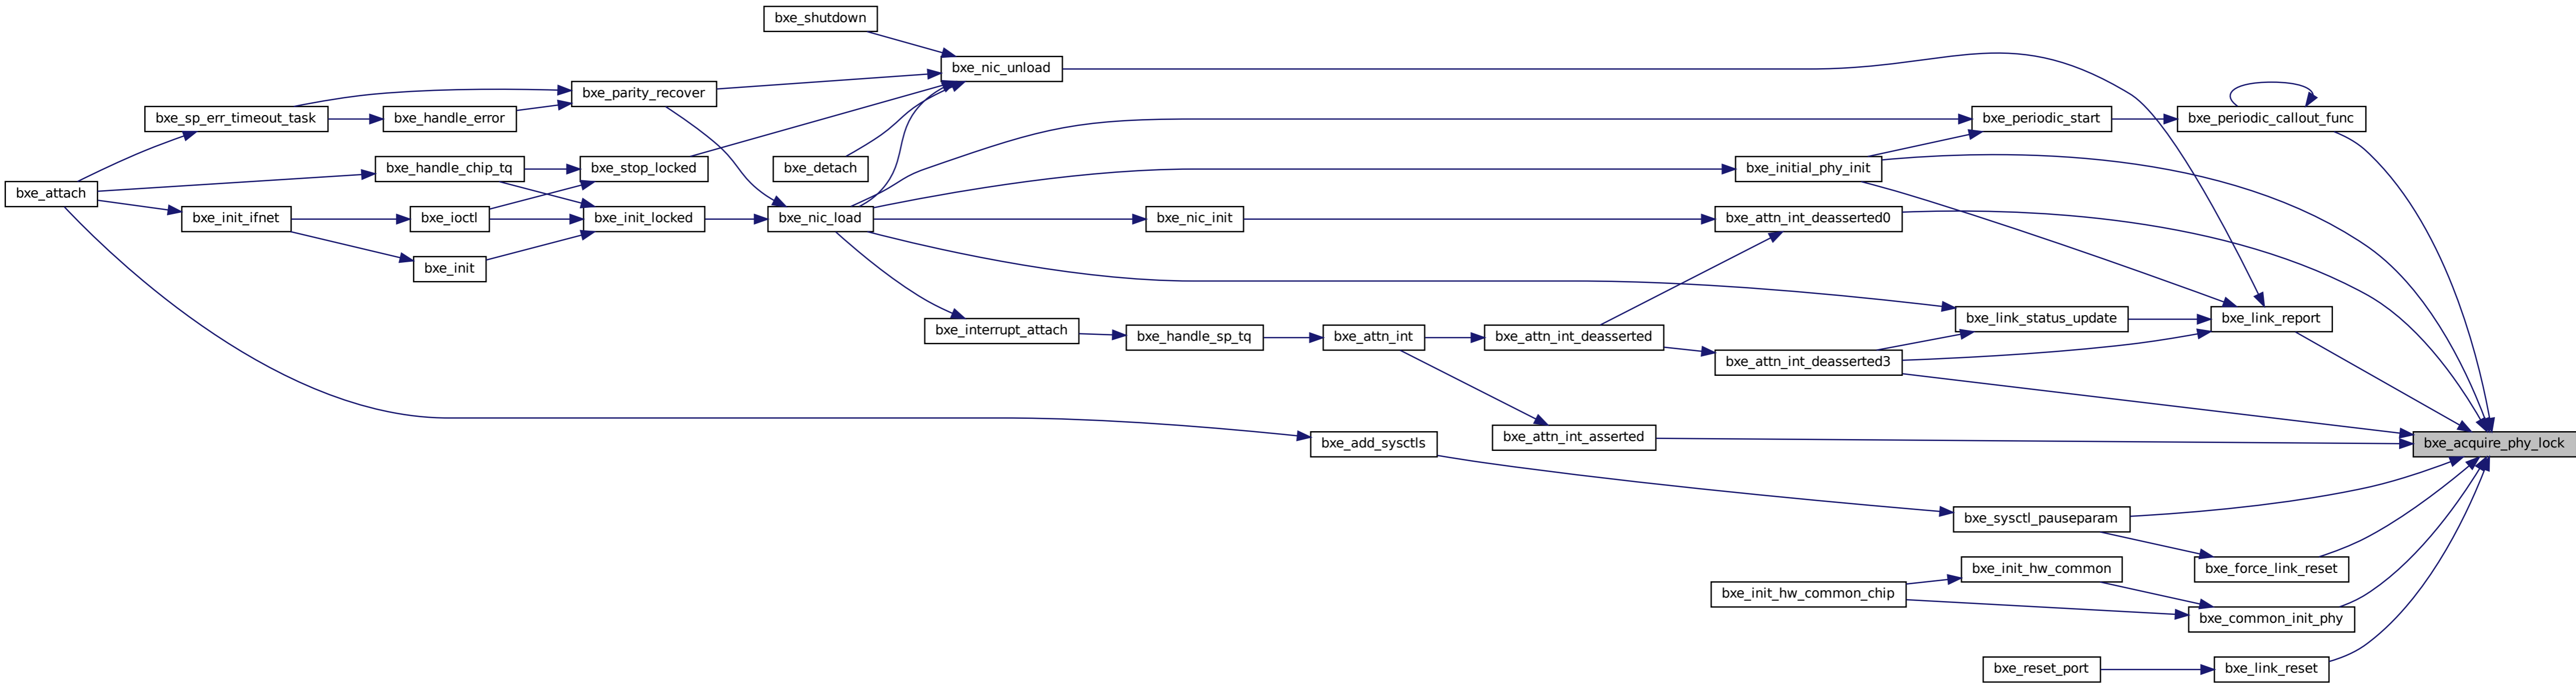 bxe_shutdown
bxe_nic_unload
bxe_parity_recover
bxe_sp_err_timeout_task
bxe_handle_error
bxe_periodic_start
bxe_periodic_callout_func
bxe_handle_chip_tq
bxe_stop_locked
bxe_detach
bxe_initial_phy_init
bxe_attach
bxe_init_ifnet
bxe_ioctl
bxe_init_locked
bxe_nic_load
bxe_nic_init
bxe_attn_int_deasserted0
bxe_init
bxe_link_status_update
bxe_link_report
bxe_interrupt_attach
bxe_handle_sp_tq
bxe_attn_int
bxe_attn_int_deasserted
bxe_attn_int_deasserted3
bxe_add_sysctls
bxe_attn_int_asserted
bxe_acquire_phy_lock
bxe_sysctl_pauseparam
bxe_init_hw_common
bxe_force_link_reset
bxe_init_hw_common_chip
bxe_common_init_phy
bxe_reset_port
bxe_link_reset